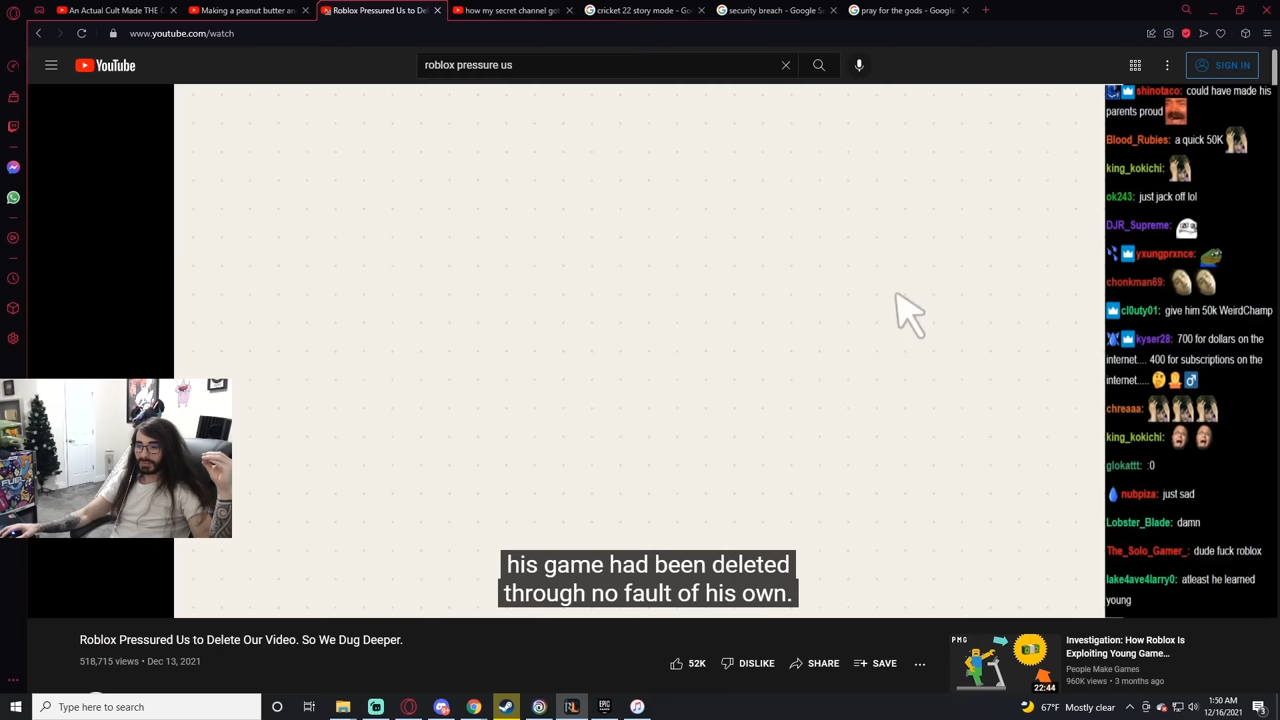 An Actual Cult Made THE C
Making a peanut butter an
Roblox Pressured Us to Del
how my secret channel got
cricket 22 story mode - Goo
security breach - Google S
pray for the gods - Google
www.youtube.com/watch
YouTube
roblox pressure us
SIGN IN
shinotaco: could have made his
parents proud
Blood_Rubies: a quick 50K
king_kokichi:
ok243: just jack off lol
DJR_Supreme:
yxungprxnce:
chonkman69:
cl0uty01: give him 50k WeirdChamp
kyser28: 700 for dollars on the
internet.... 400 for subscriptions on the
internet.....
chreaaa:
king_kokichi:
glokattt: :0
nubpiza: just sad
Lobster_Blade: damn
The_Solo_Gamer_: dude fuck roblox
lake4ave4larry0: atleast he learned
young
FUEL
his game had been deleted
through no fault of his own.
Roblox Pressured Us to Delete Our Video. So We Dug Deeper.
518,715 views • Dec 13, 2021
52K
DISLIKE
SHARE
SAVE
PMG
22:44
Investigation: How Roblox Is
Exploiting Young Game...
People Make Games
960K views • 3 months ago
Type here to search
EPIC
67°F Mostly clear
1:50 AM
12/16/2021